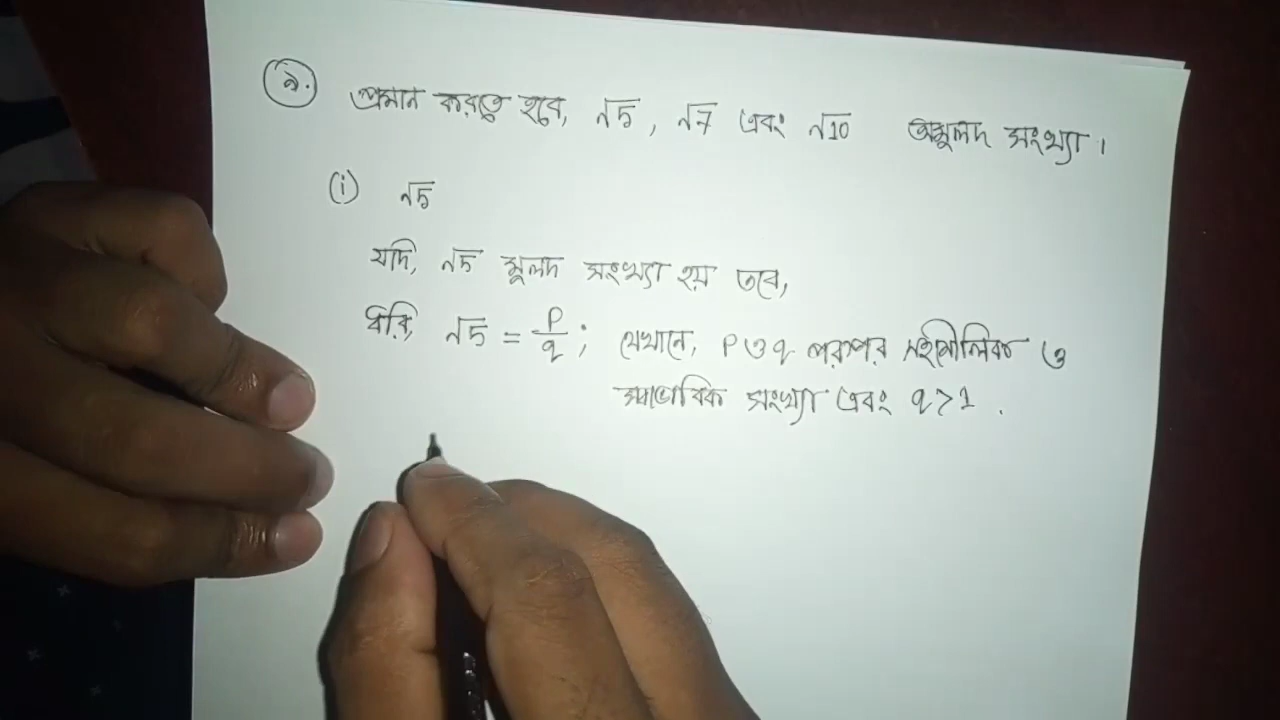 ৯. প্রমান করতে হবে, √5, √7 এবং √10 অমুলদ সংখ্যা।
(i) √5
যদি, √5 মুলদ সংখ্যা হয় তবে,
ধরি, √5 = p/q; যেখানে, p ও q পরস্পর সহমৌলিক ও
স্বাভাবিক সংখ্যা এবং q>1.